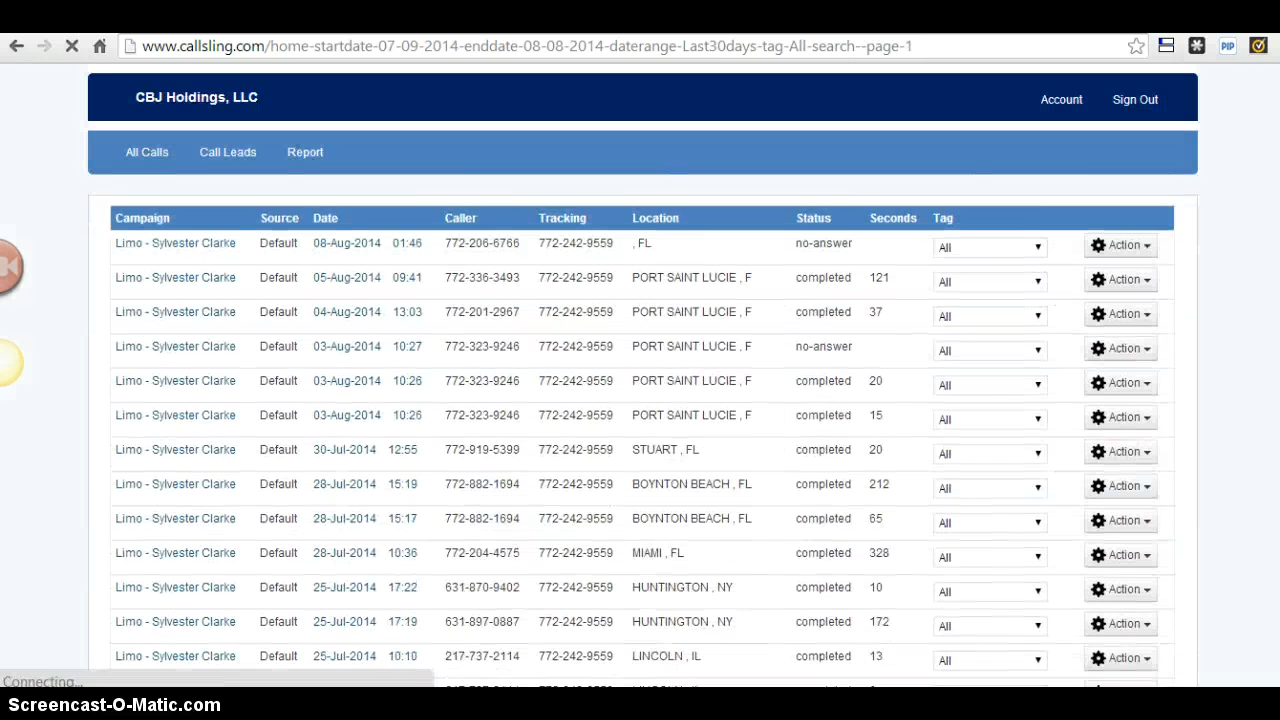 www.callsling.com/home-startdate-07-09-2014-enddate-08-08-2014-daterange-Last30days-tag-All-search--page-1
PIP
CBJ Holdings, LLC Account Sign Out
All Calls Call Leads Report
Campaign Source Date Caller Tracking Location Status Seconds Tag
Limo - Sylvester Clarke Default 08-Aug-2014 01:46 772-206-6766 772-242-9559 , FL no-answer All Action
Limo - Sylvester Clarke Default 05-Aug-2014 09:41 772-336-3493 772-242-9559 PORT SAINT LUCIE , F completed 121 All Action
Limo - Sylvester Clarke Default 04-Aug-2014 13:03 772-201-2967 772-242-9559 PORT SAINT LUCIE , F completed 37 All Action
Limo - Sylvester Clarke Default 03-Aug-2014 10:27 772-323-9246 772-242-9559 PORT SAINT LUCIE , F no-answer All Action
Limo - Sylvester Clarke Default 03-Aug-2014 10:26 772-323-9246 772-242-9559 PORT SAINT LUCIE , F completed 20 All Action
Limo - Sylvester Clarke Default 03-Aug-2014 10:26 772-323-9246 772-242-9559 PORT SAINT LUCIE , F completed 15 All Action
Limo - Sylvester Clarke Default 30-Jul-2014 12:55 772-919-5399 772-242-9559 STUART , FL completed 20 All Action
Limo - Sylvester Clarke Default 28-Jul-2014 15:19 772-882-1694 772-242-9559 BOYNTON BEACH , FL completed 212 All Action
Limo - Sylvester Clarke Default 28-Jul-2014 15:17 772-882-1694 772-242-9559 BOYNTON BEACH , FL completed 65 All Action
Limo - Sylvester Clarke Default 28-Jul-2014 10:36 772-204-4575 772-242-9559 MIAMI , FL completed 328 All Action
Limo - Sylvester Clarke Default 25-Jul-2014 17:22 631-870-9402 772-242-9559 HUNTINGTON , NY completed 10 All Action
Limo - Sylvester Clarke Default 25-Jul-2014 17:19 631-897-0887 772-242-9559 HUNTINGTON , NY completed 172 All Action
Limo - Sylvester Clarke Default 25-Jul-2014 10:10 217-737-2114 772-242-9559 LINCOLN , IL completed 13 All Action
Connecting...
Screencast-O-Matic.com